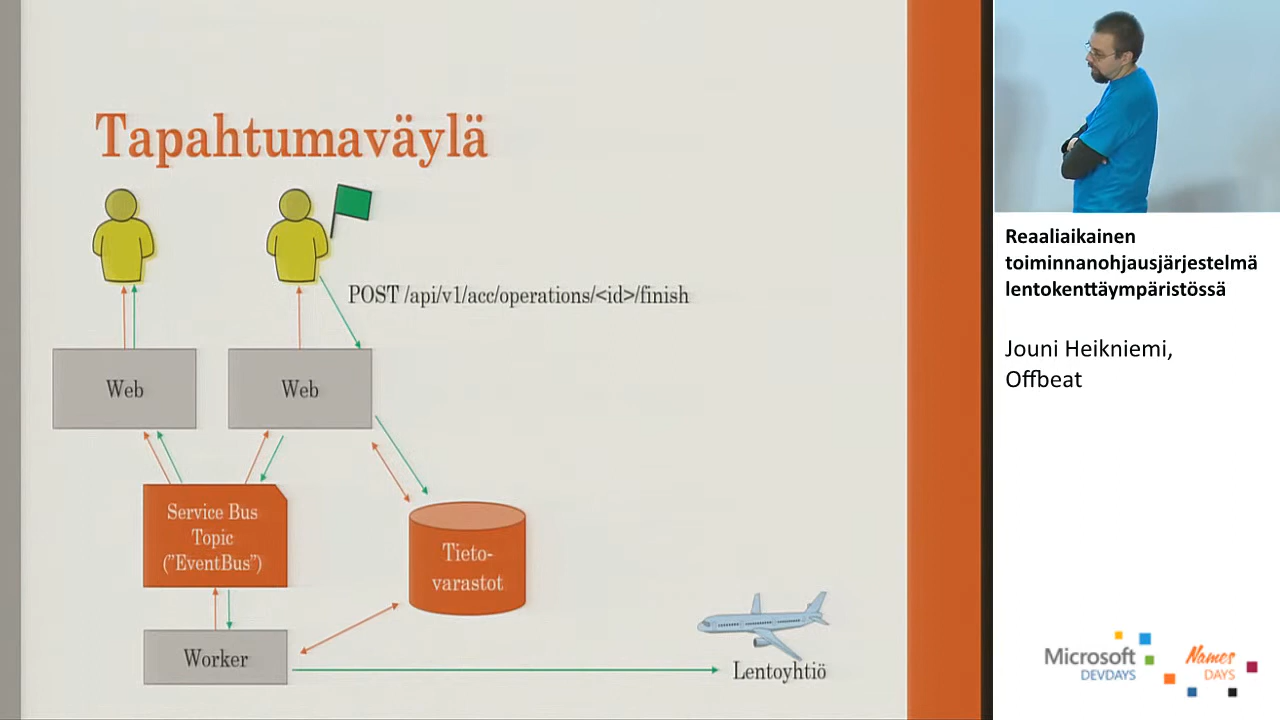 Tapahtumaväylä
POST /api/v1/acc/operations/<id>/finish
Web
Web
Service Bus
Topic
("EventBus")
Tieto-
varastot
Worker
Lentoyhtiö
Reaaliaikainen
toiminnanohjausjärjestelmä
lentokenttäympäristössä
Jouni Heikniemi,
Offbeat
Microsoft
DEVDAYS
Names
DAYS